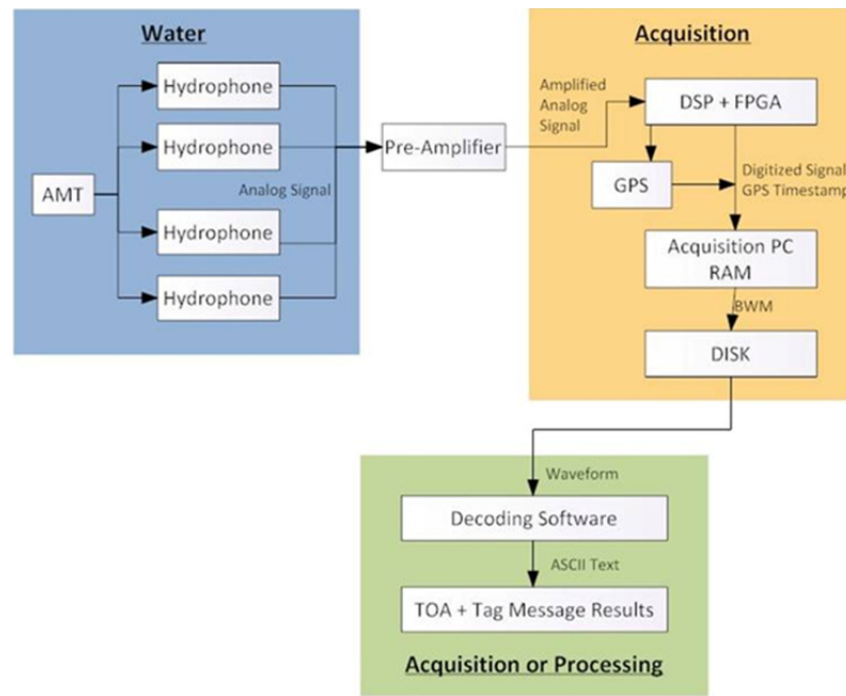 Water
Hydrophone
Hydrophone
AMT
Analog Signal
Hydrophone
Hydrophone
Pre-Amplifier
Acquisition
Amplified
Analog
Signal
DSP + FPGA
GPS
Digitized Signal
GPS Timestamp
Acquisition PC
RAM
BWM
DISK
Waveform
Decoding Software
ASCII Text
TOA + Tag Message Results
Acquisition or Processing